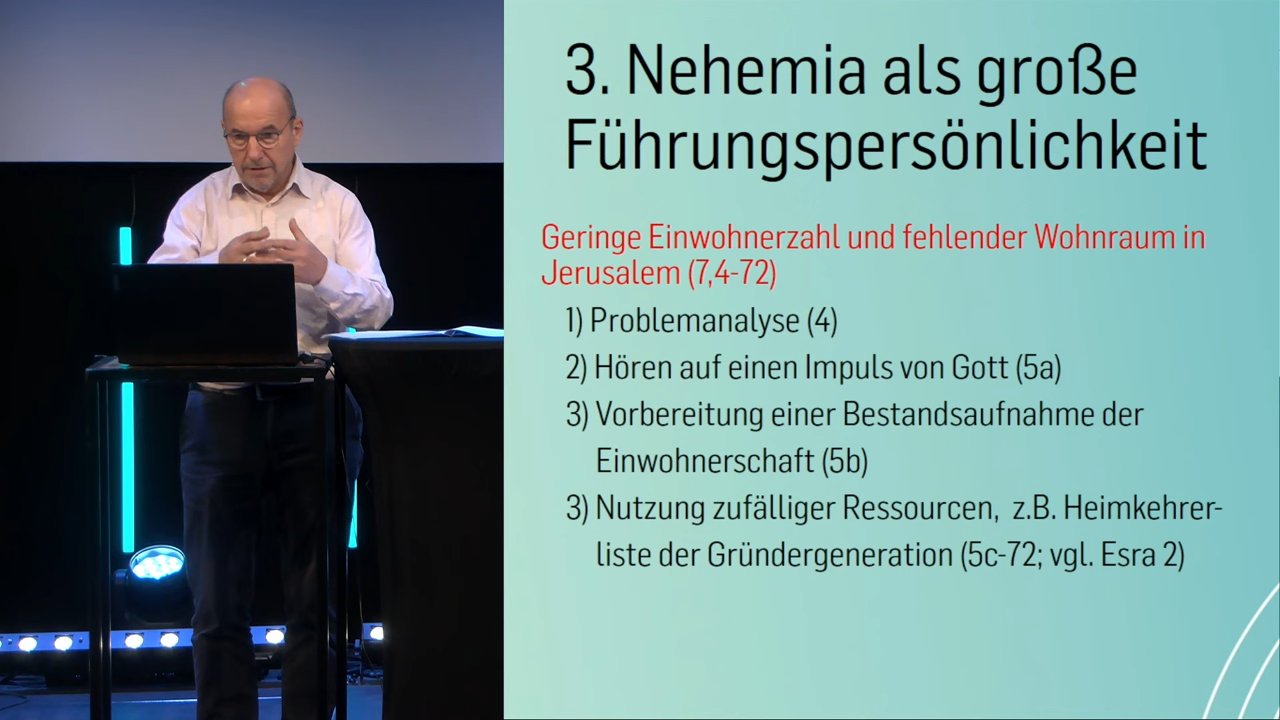 3. Nehemia als große
Führungspersönlichkeit
Geringe Einwohnerzahl und fehlender Wohnraum in
Jerusalem (7,4-72)
1) Problemanalyse (4)
2) Hören auf einen Impuls von Gott (5a)
3) Vorbereitung einer Bestandsaufnahme der
Einwohnerschaft (5b)
3) Nutzung zufälliger Ressourcen, z.B. Heimkehrer-
liste der Gründergeneration (5c-72; vgl. Esra 2)